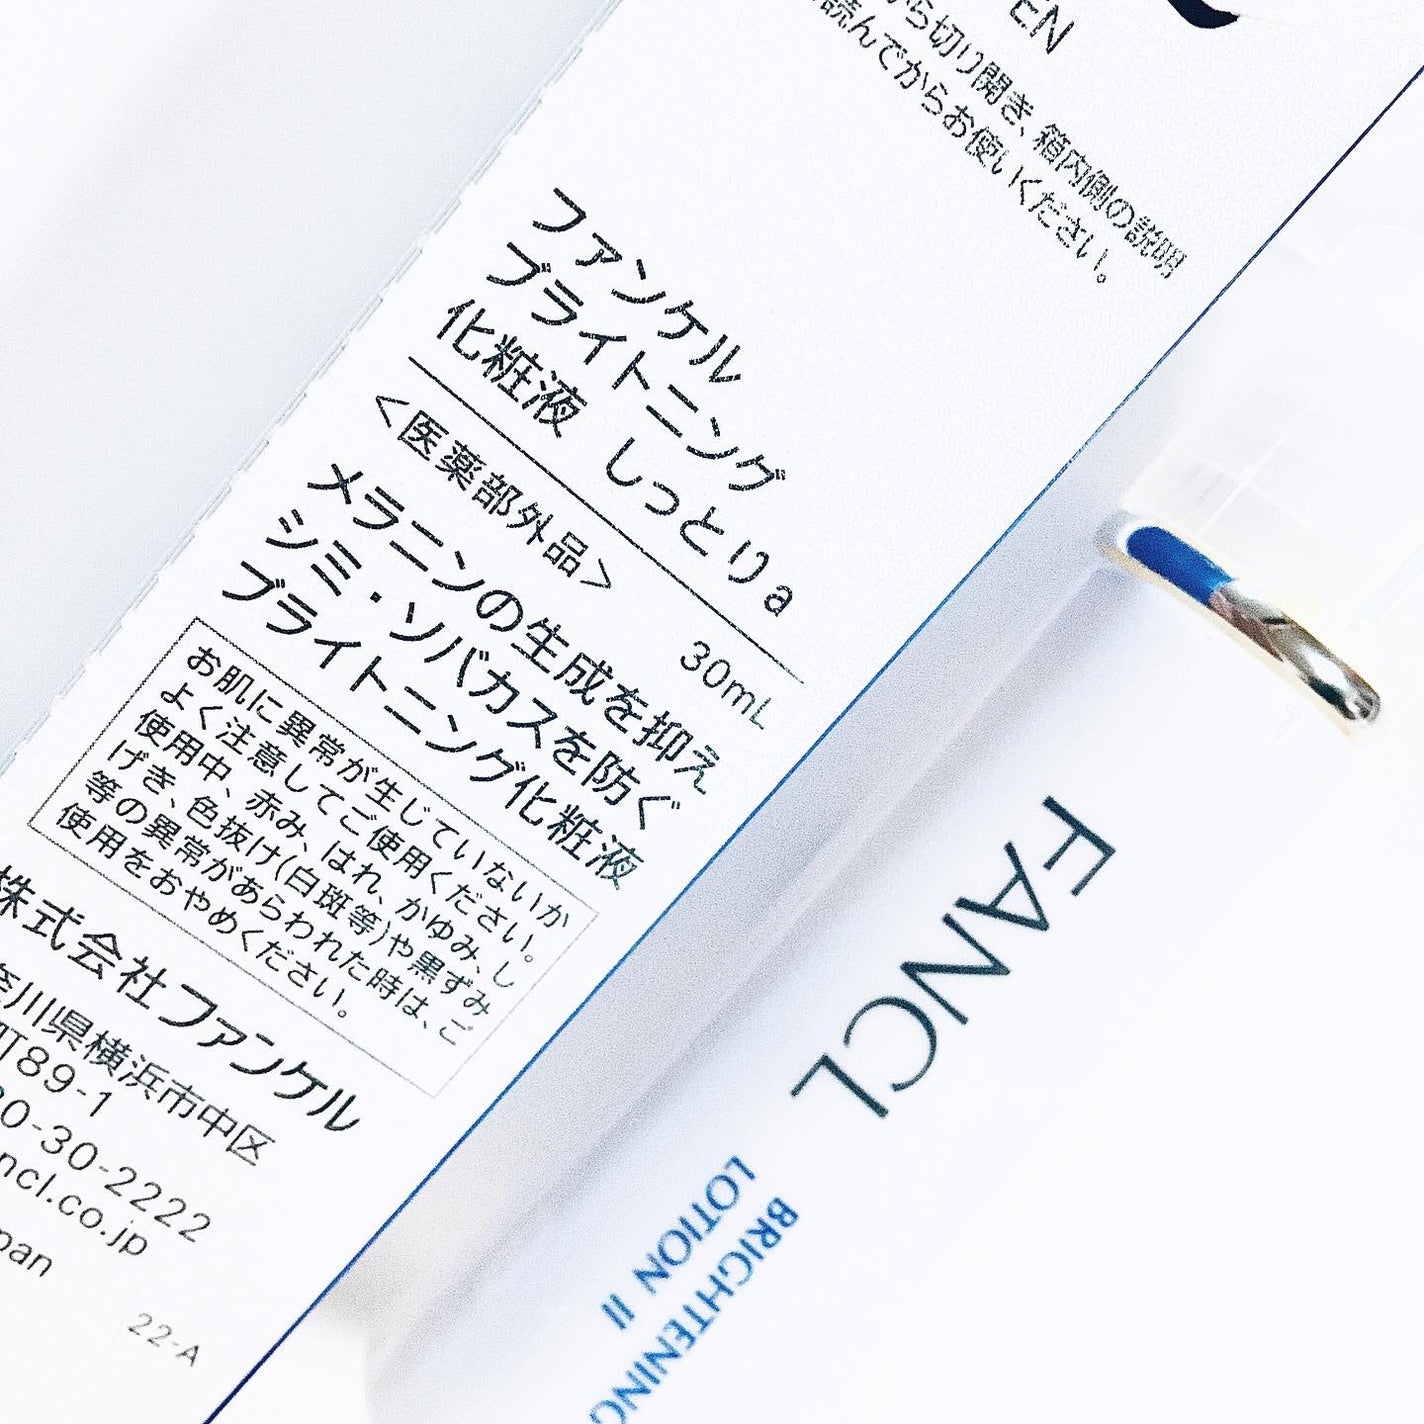 EN
切り開き、箱内側の説明
読んでからお使いください。
ファンケル
ブライトニング
化粧液 しっとりa
<医薬部外品> 30mL
メラニンの生成を抑え
シミ・ソバカスを防ぐ
ブライトニング化粧液
お肌に異常が生じていないか
よく注意してご使用ください。
使用中、赤み、はれ、かゆみ、し
げき、色抜け(白斑等)や黒ずみ
等の異常があらわれた時は、ご
使用をおやめください。
株式会社ファンケル
川県横浜市中区
89-1
0-30-2222
ncl.co.jp
pan
22-A
FANCL
BRIGHTENING
LOTION II